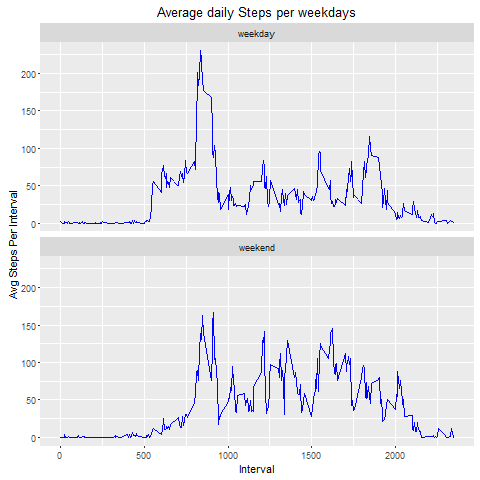 Average daily Steps per weekdays
weekday
200
150
100
50
0
Avg Steps Per Interval
weekend
200
150
100
50
0
0 500 1000 1500 2000
Interval